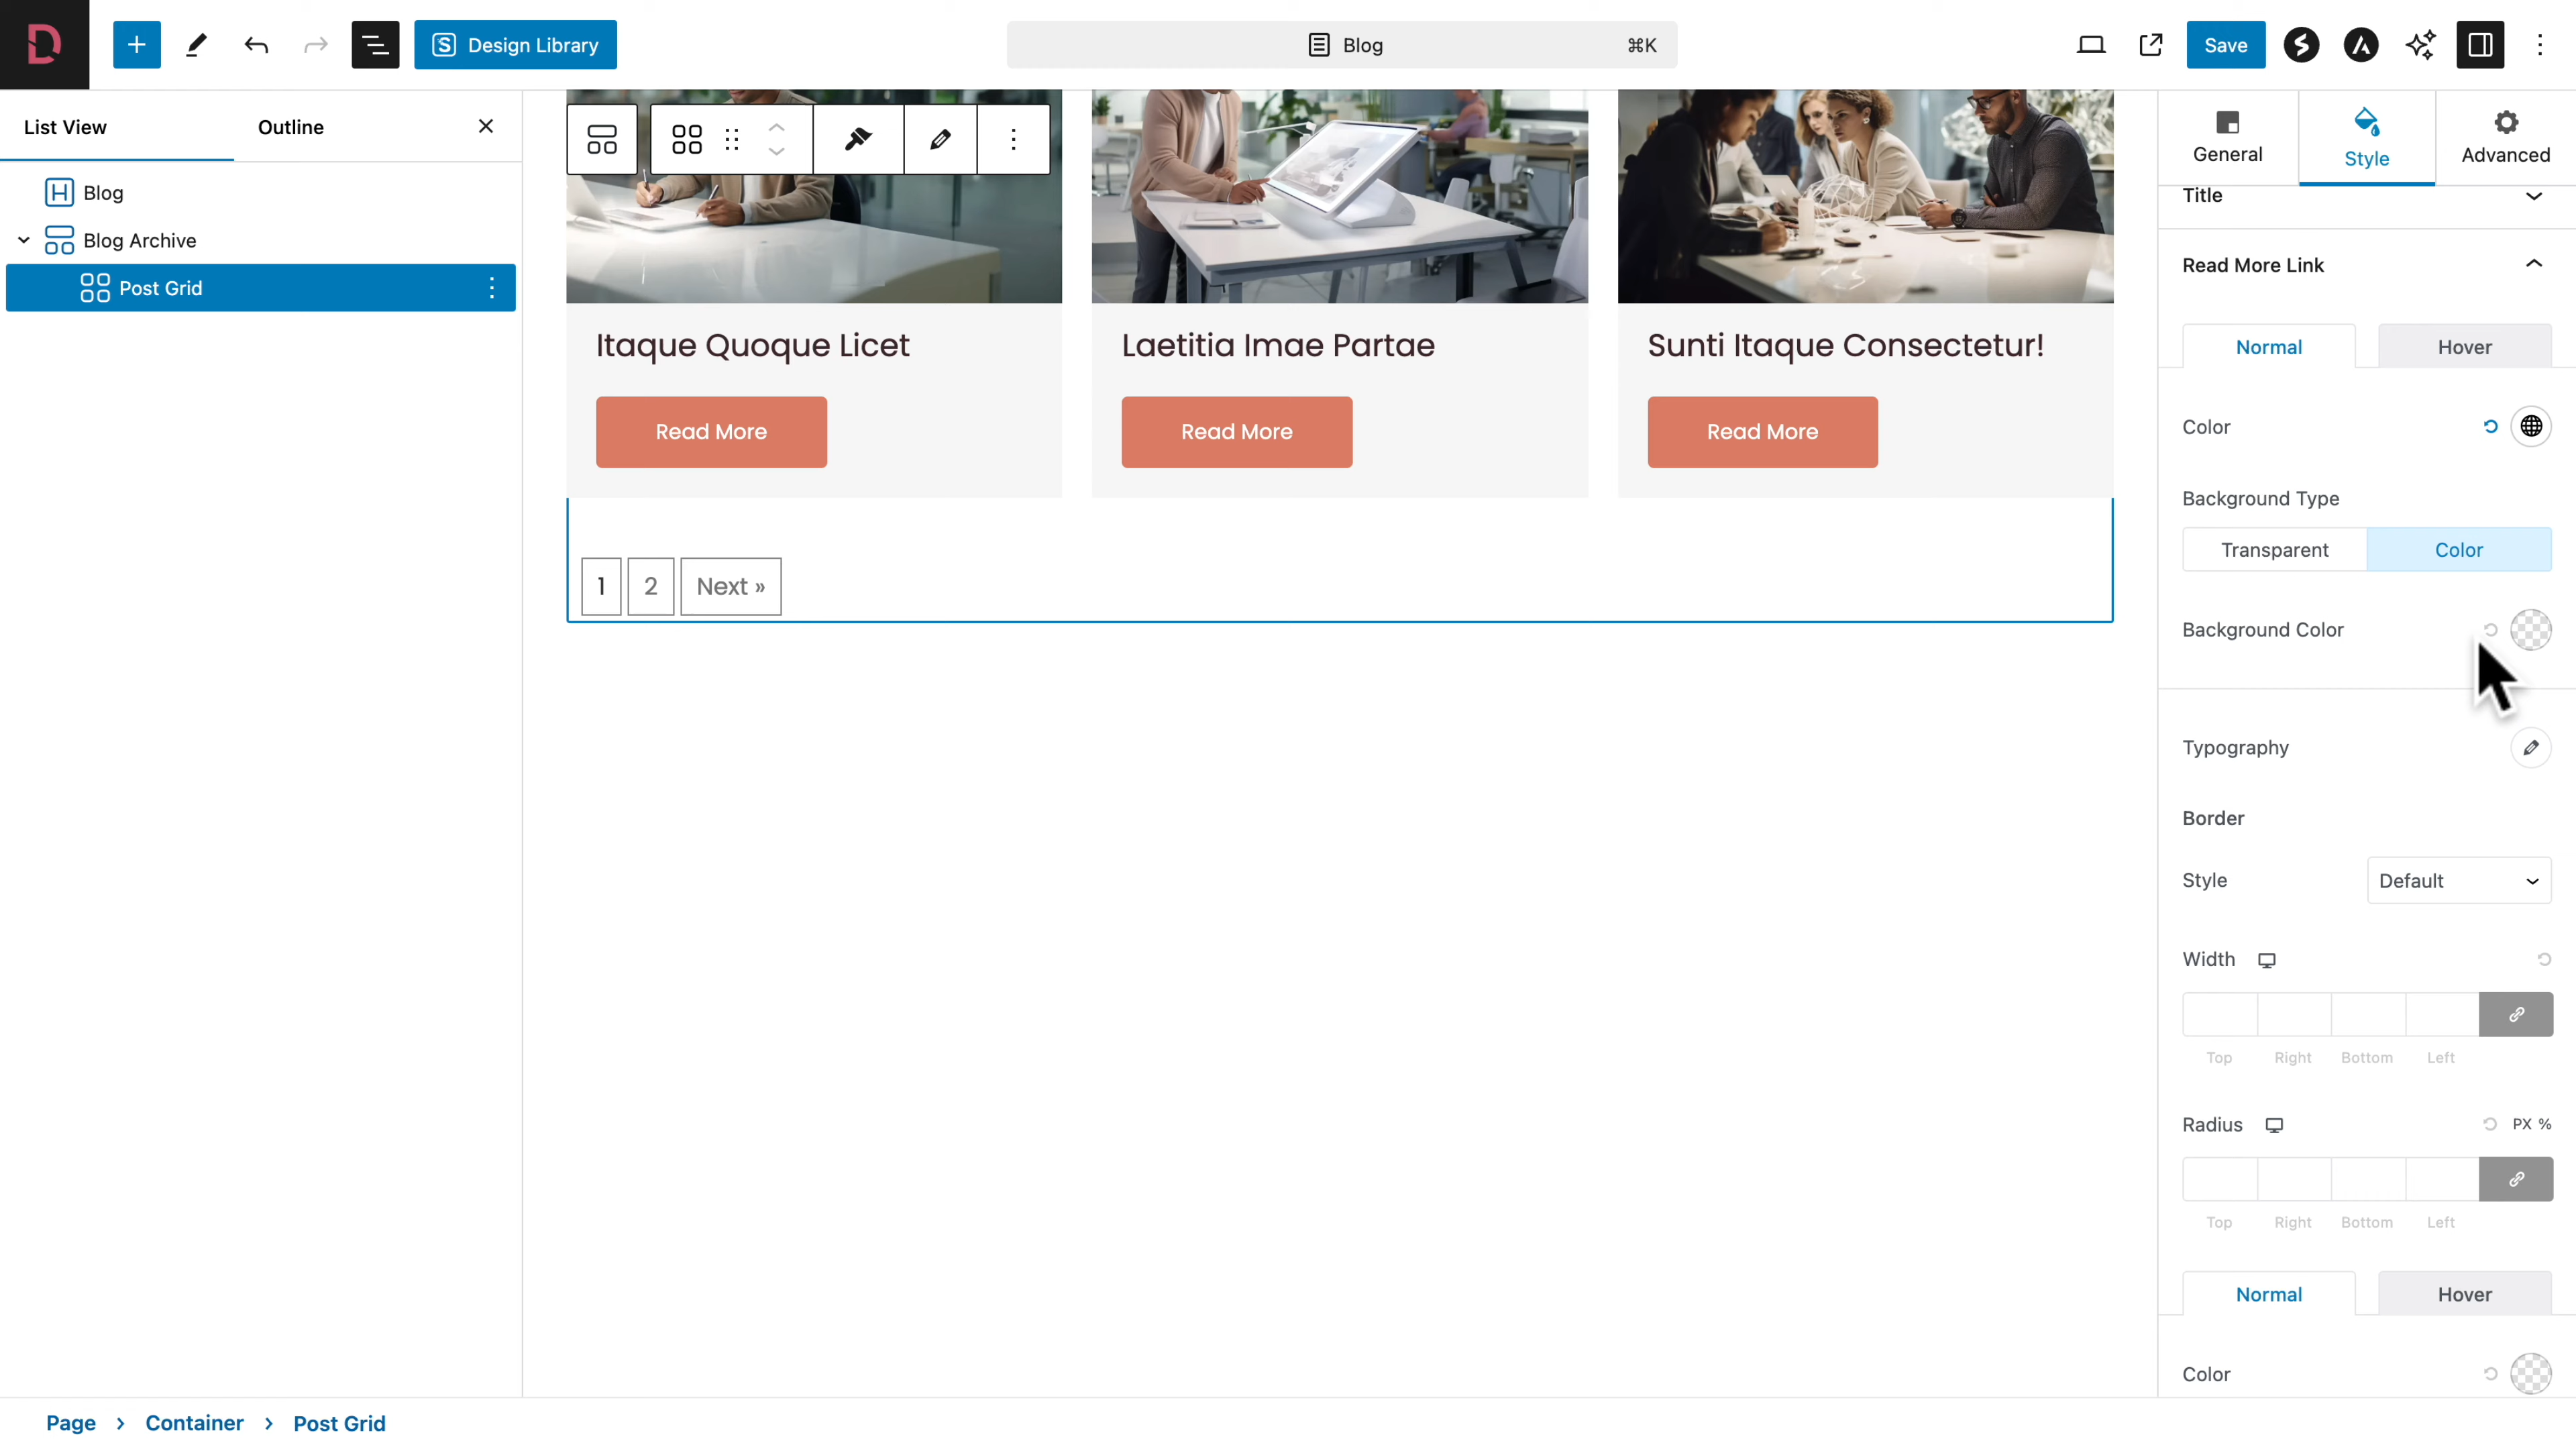 Design Library
Blog
⌘K
Save
List View
Outline
Blog
Blog Archive
Post Grid
Itaque Quoque Licet
Laetitia Imae Partae
Sunti Itaque Consectetur!
Read More
Read More
Read More
1
2
Next »
General
Style
Advanced
Title
Read More Link
Normal
Hover
Color
Background Type
Transparent
Color
Background Color
Typography
Border
Style
Default
Width
Top
Right
Bottom
Left
Radius
PX %
Top
Right
Bottom
Left
Normal
Hover
Color
Page › Container › Post Grid